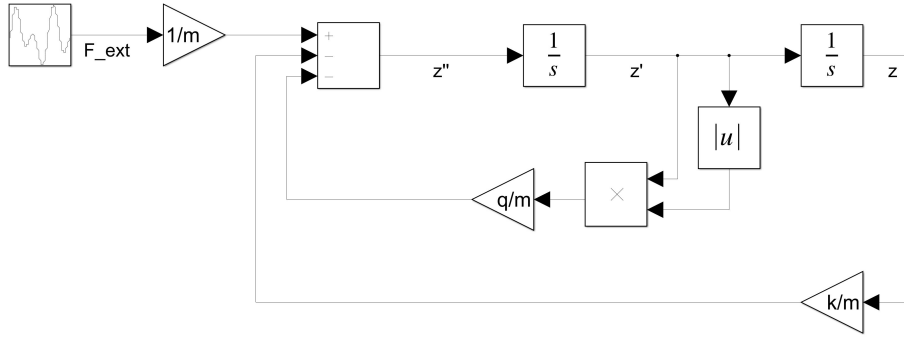 F_ext
1/m
+
−
−
z"
1
s
z'
1
s
z
|u|
×
q/m
k/m